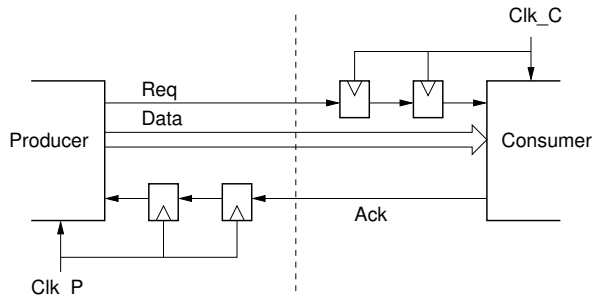 Clk_C
Req
Data
Producer
Consumer
Ack
Clk_P